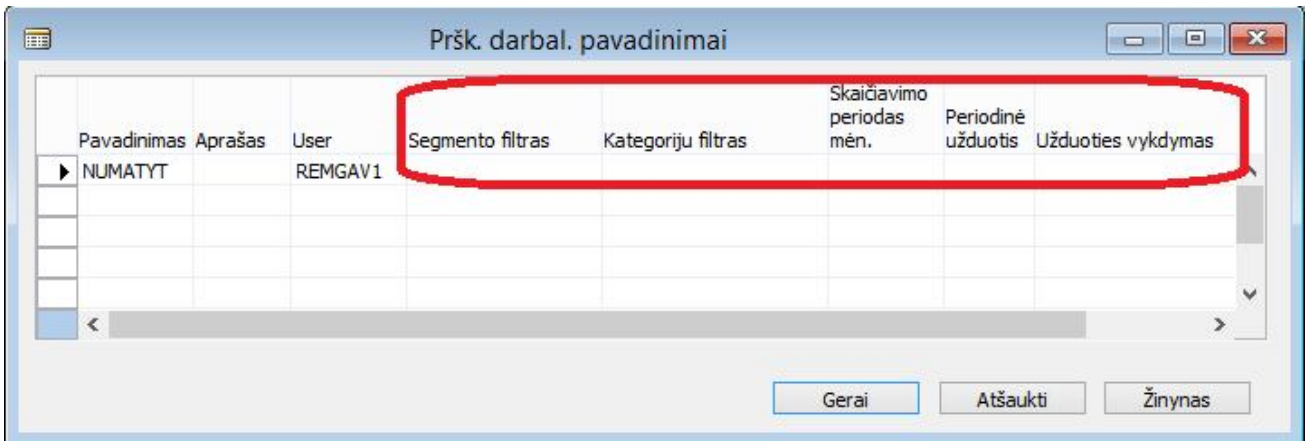 Pršk. darbal. pavadinimai
Skaičiavimo
periodas Periodinė
Pavadinimas Aprašas User Segmento filtras Kategoriju filtras mėn. užduotis Užduoties vykdymas
NUMATYT REMGAV1
Gerai Atšaukti Žinynas